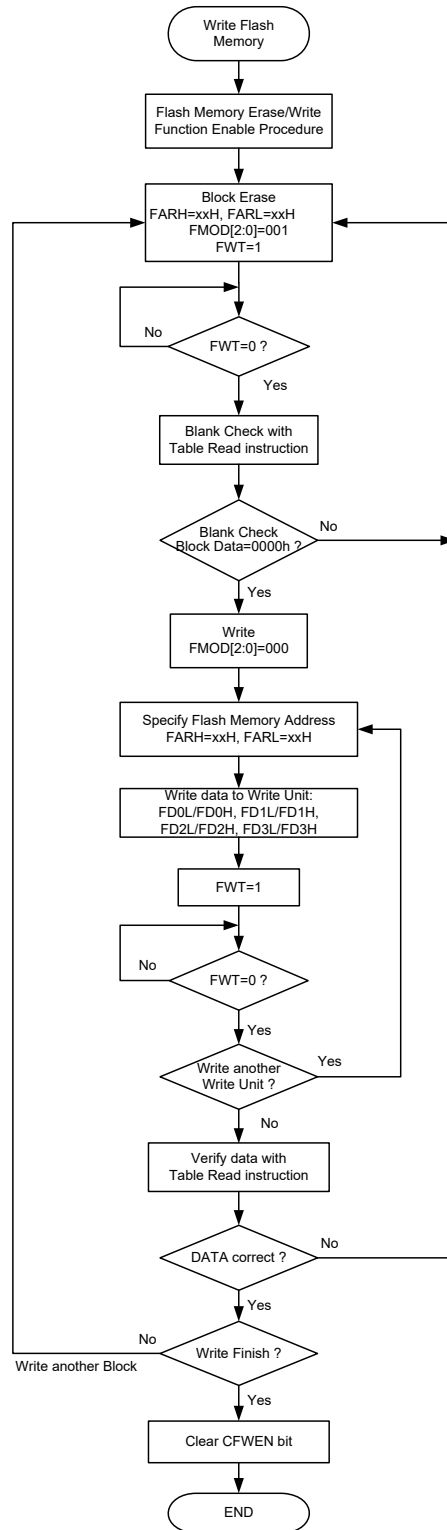 Write Flash
Memory
Flash Memory Erase/Write
Function Enable Procedure
Block Erase
FARH=xxH, FARL=xxH
FMOD[2:0]=001
FWT=1
No
FWT=0 ?
Yes
Blank Check with
Table Read instruction
Blank Check
Block Data=0000h ?
No
Yes
Write
FMOD[2:0]=000
Specify Flash Memory Address
FARH=xxH, FARL=xxH
Write data to Write Unit:
FD0L/FD0H, FD1L/FD1H,
FD2L/FD2H, FD3L/FD3H
FWT=1
No
FWT=0 ?
Yes
Write another
Write Unit ?
Yes
No
Verify data with
Table Read instruction
DATA correct ?
No
Yes
No
Write Finish ?
Write another Block
Yes
Clear CFWEN bit
END